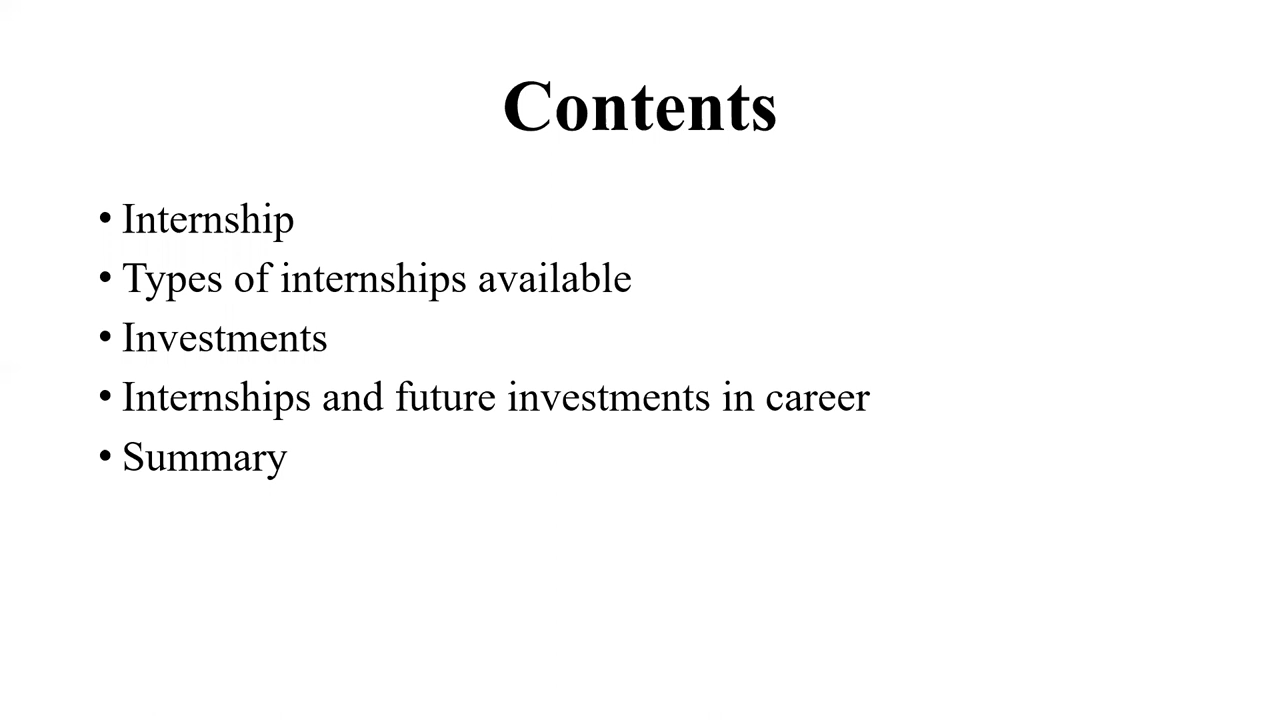 Contents
• Internship
• Types of internships available
• Investments
• Internships and future investments in career
• Summary